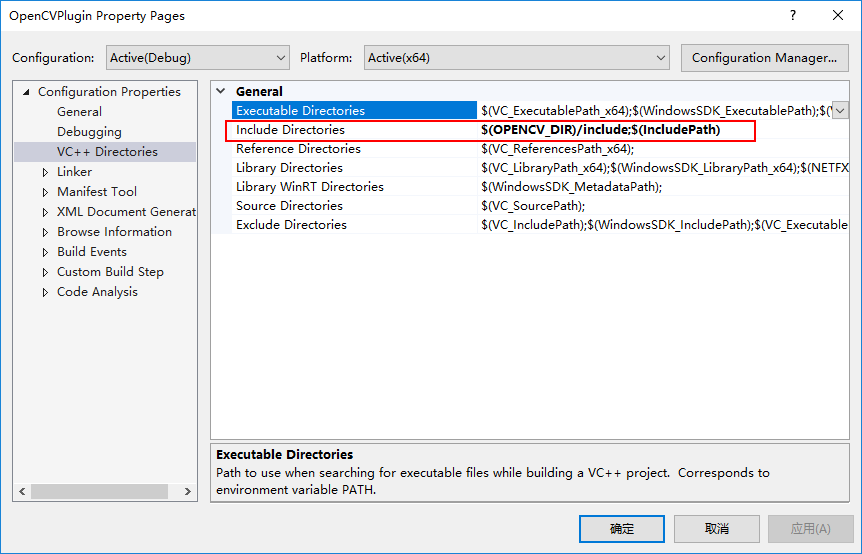 OpenCVPlugin Property Pages
?
Configuration: Active(Debug) Platform: Active(x64) Configuration Manager...
Configuration Properties
General
Debugging
VC++ Directories
Linker
Manifest Tool
XML Document Generat
Browse Information
Build Events
Custom Build Step
Code Analysis
General
Executable Directories $(VC_ExecutablePath_x64);$(WindowsSDK_ExecutablePath);$(
Include Directories $(OPENCV_DIR)/include;$(IncludePath)
Reference Directories $(VC_ReferencesPath_x64);
Library Directories $(VC_LibraryPath_x64);$(WindowsSDK_LibraryPath_x64);$(NETFX
Library WinRT Directories $(WindowsSDK_MetadataPath);
Source Directories $(VC_SourcePath);
Exclude Directories $(VC_IncludePath);$(WindowsSDK_IncludePath);$(VC_Executable
Executable Directories
Path to use when searching for executable files while building a VC++ project.  Corresponds to
environment variable PATH.
确定 取消 应用(A)